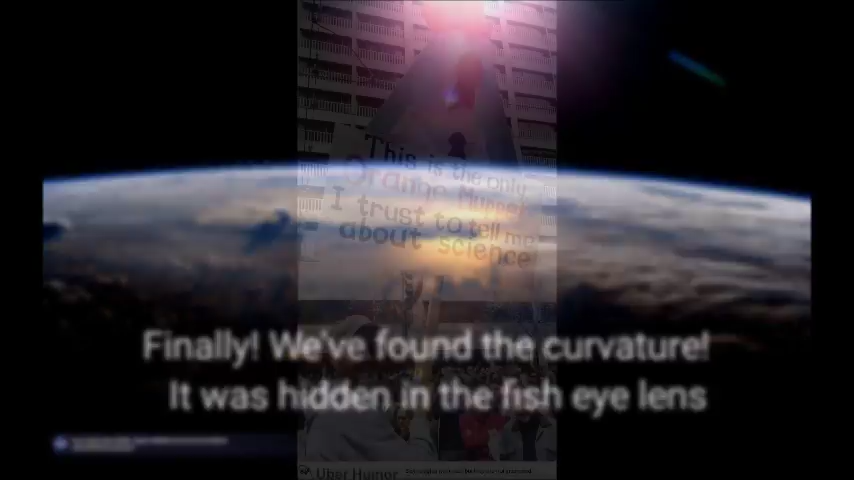 This is the only
Orange Muppet
I trust to tell me
about science
Finally! We've found the curvature!
It was hidden in the fish eye lens
Uber Humor